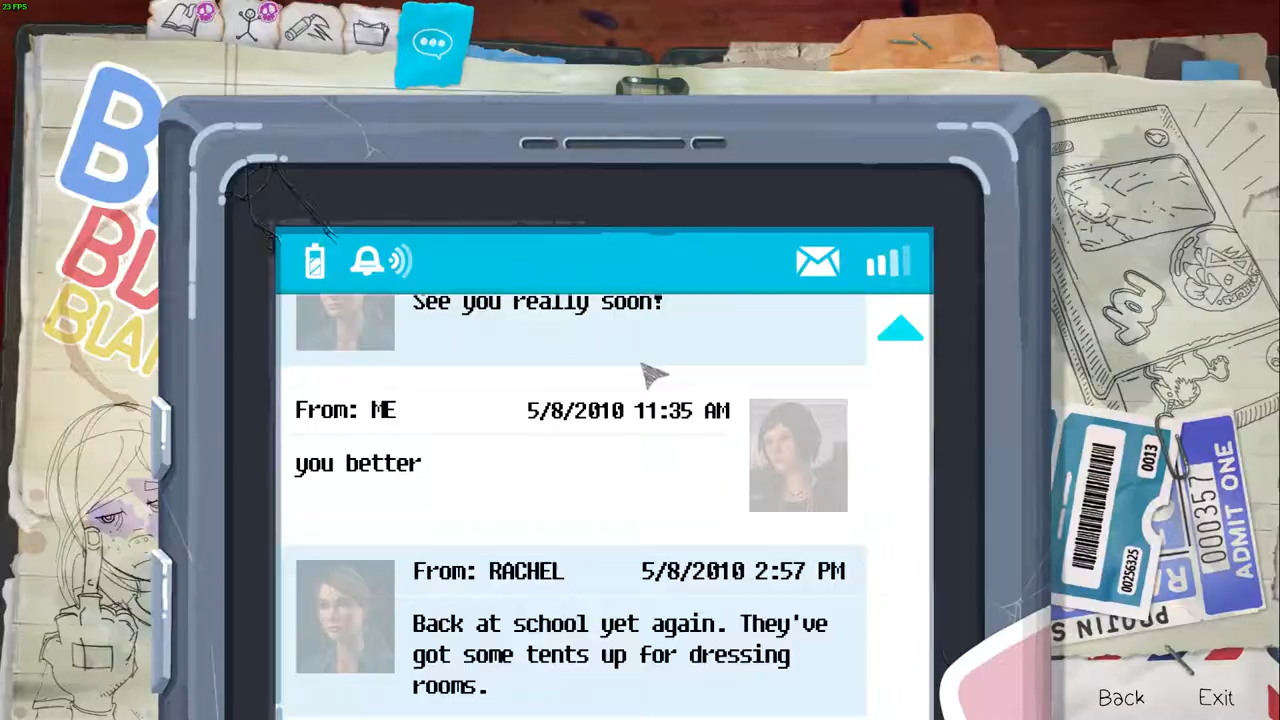 23 FPS
See you really soon!
From: ME 5/8/2010 11:35 AM
you better
From: RACHEL 5/8/2010 2:57 PM
Back at school yet again. They've
got some tents up for dressing
rooms.
0013
00256325
000357
ADMIT ONE
Back Exit